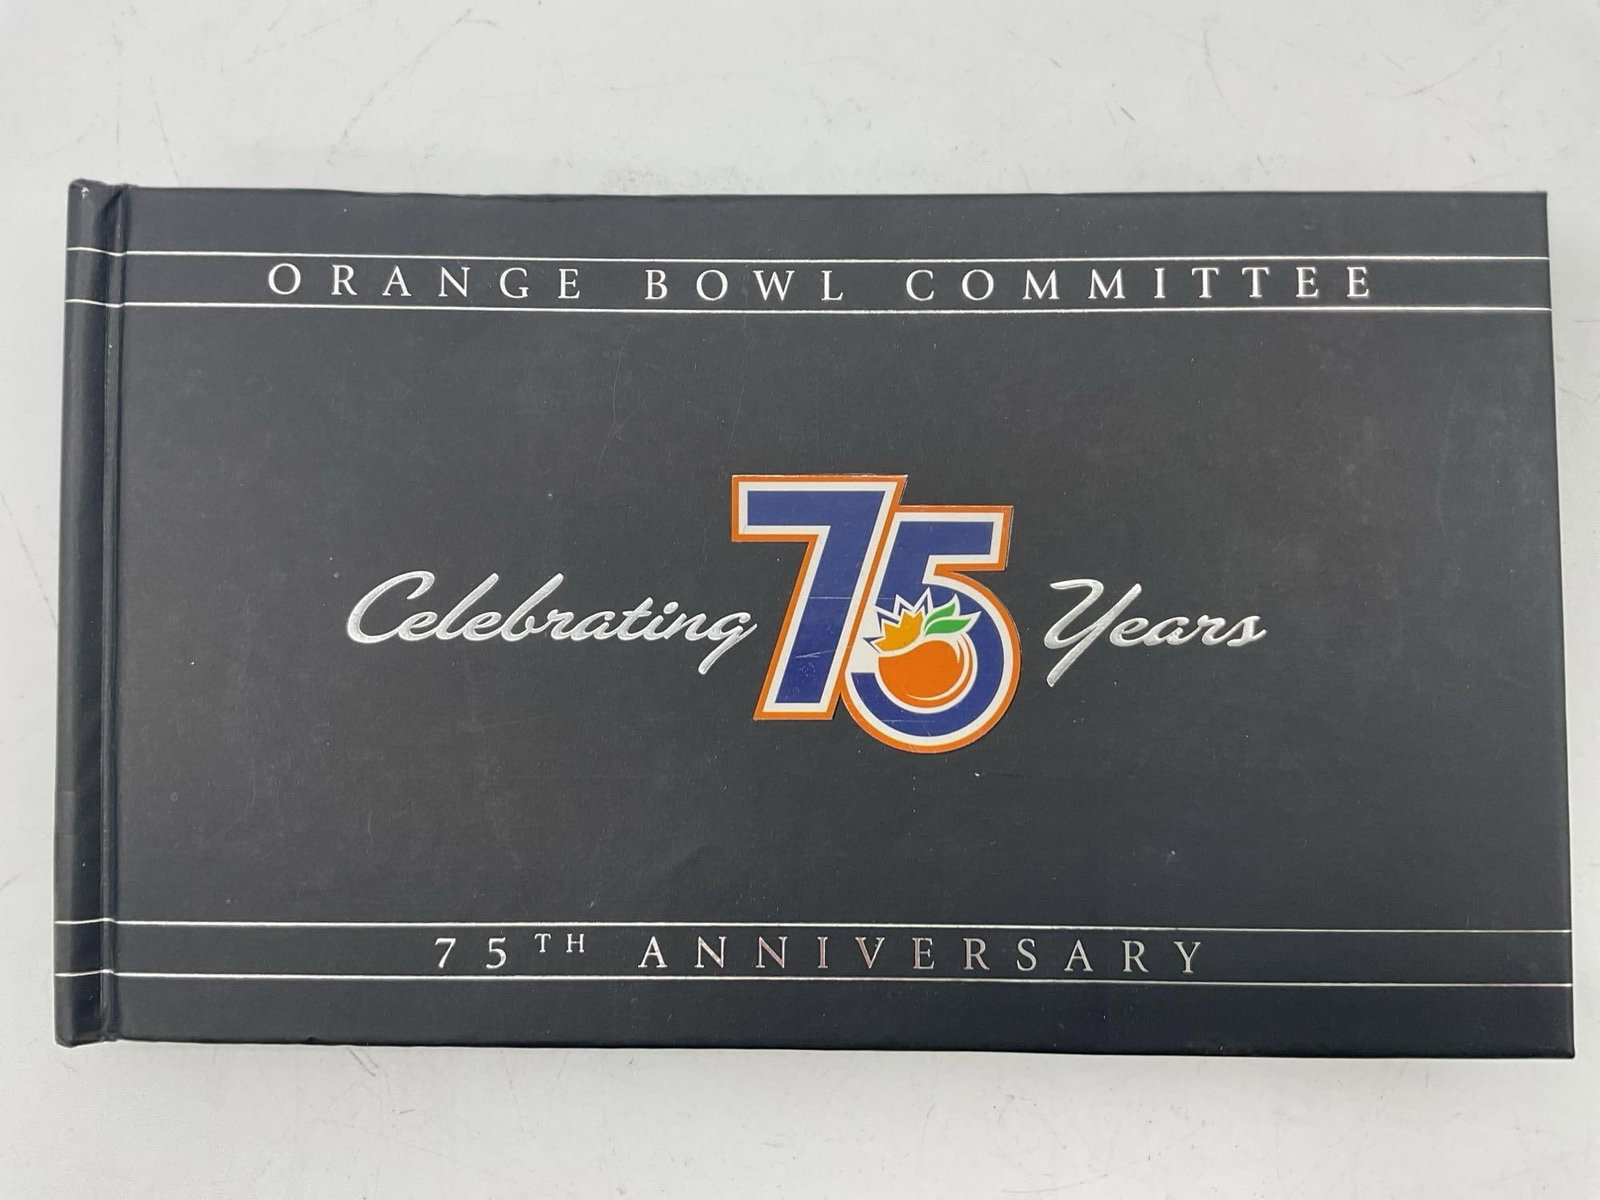 ORANGE BOWL COMMITTEE
Celebrating 75 Years
75TH ANNIVERSARY